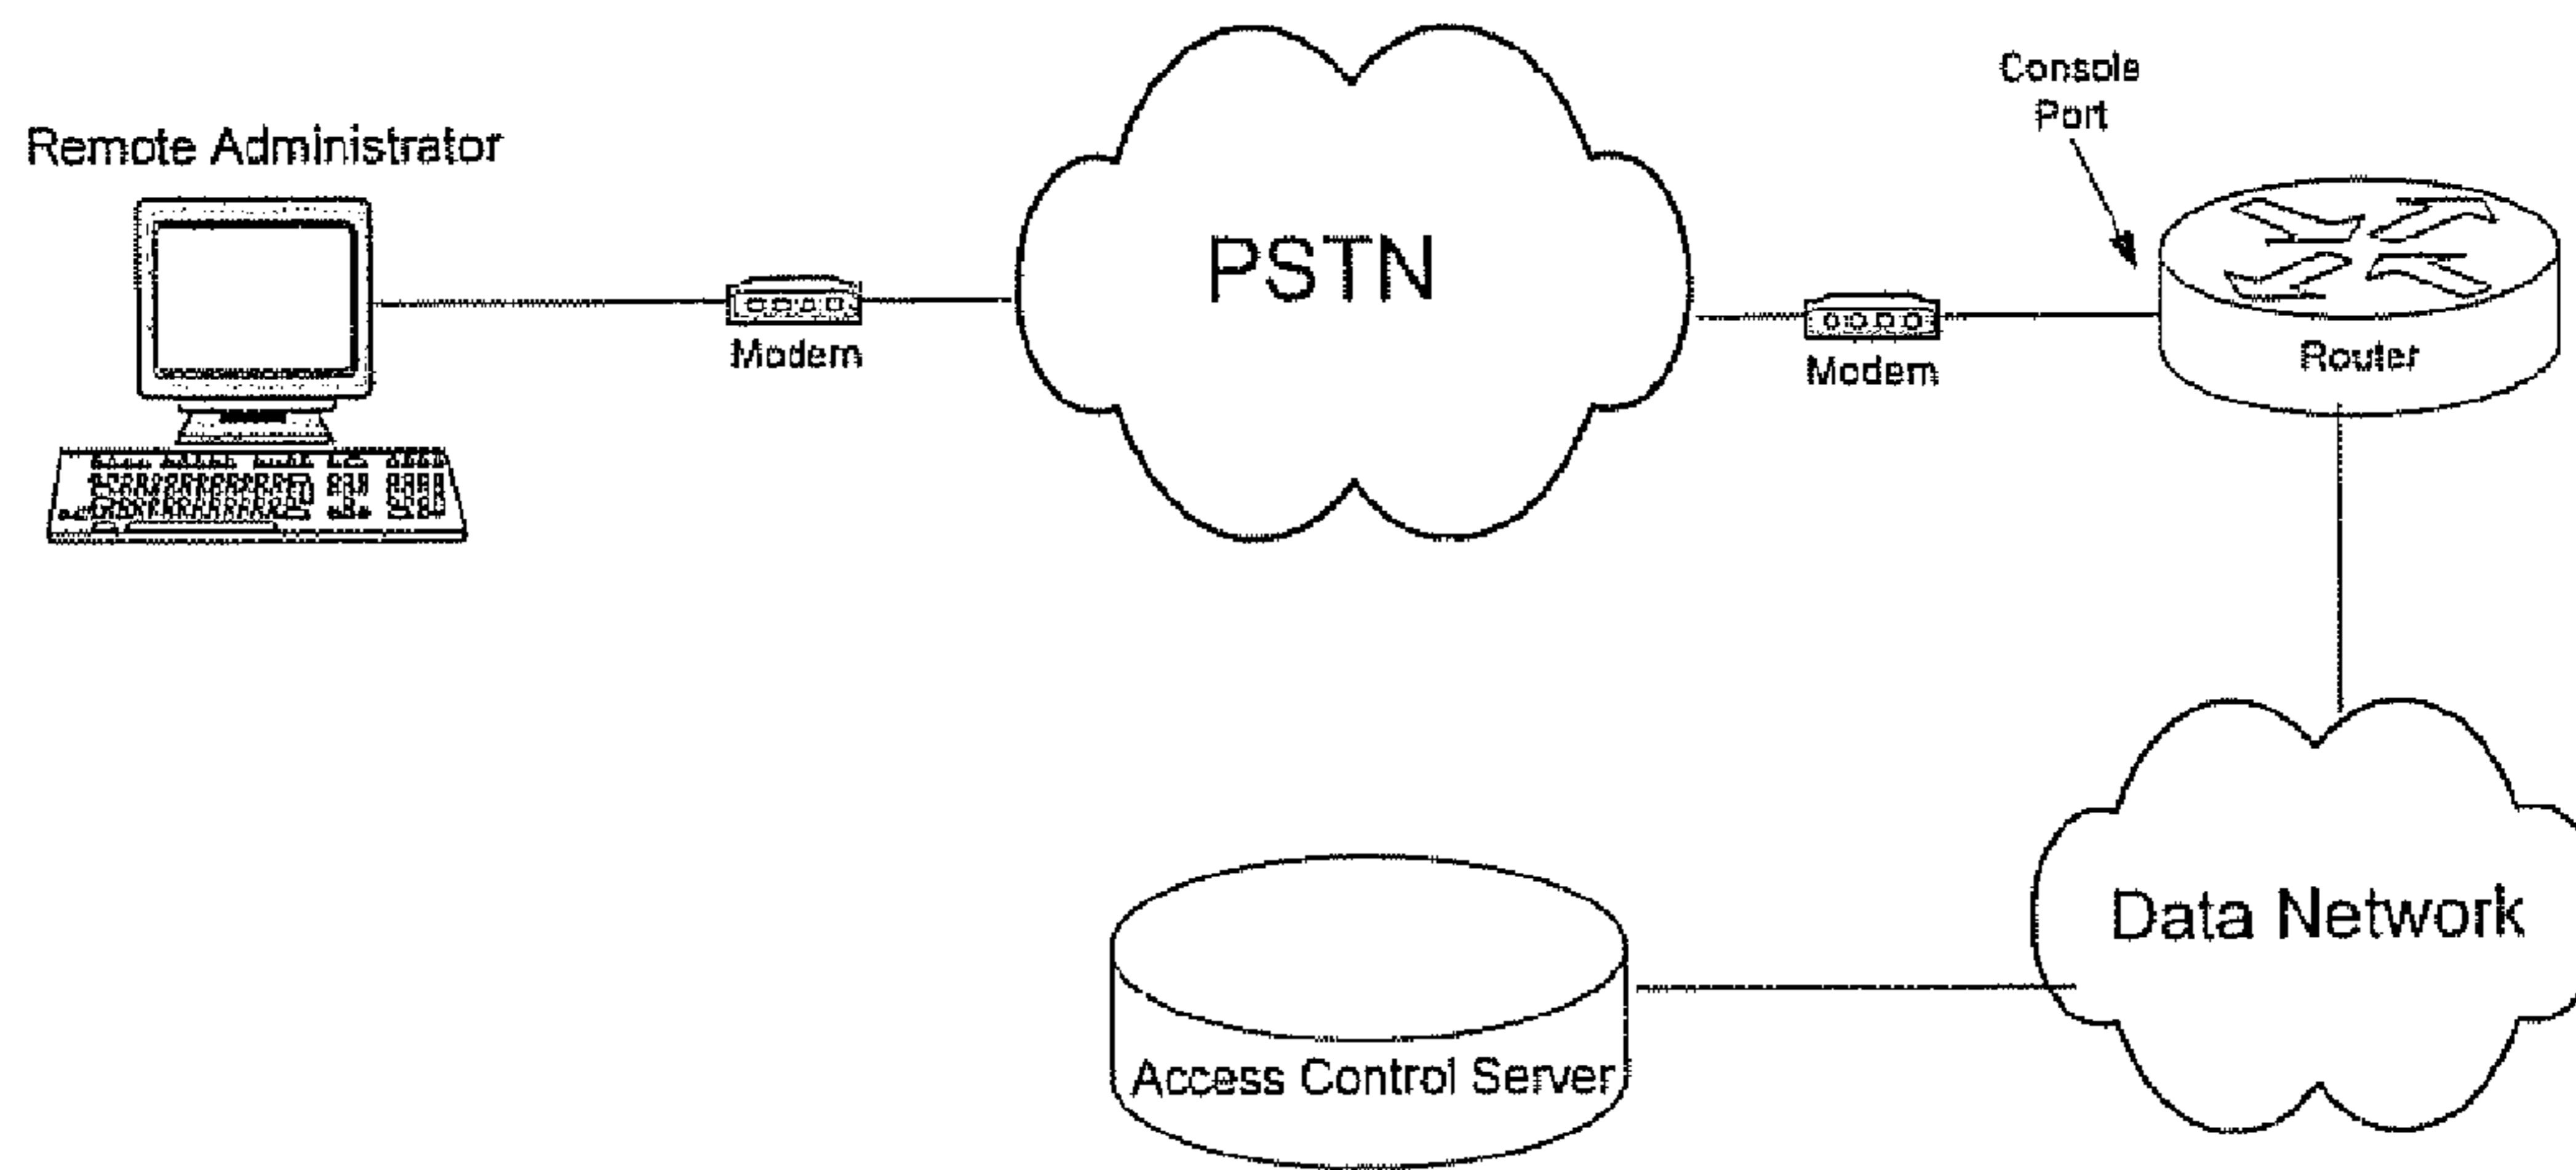 Remote Administrator
Modem
PSTN
Modem
Console
Port
Router
Data Network
Access Control Server